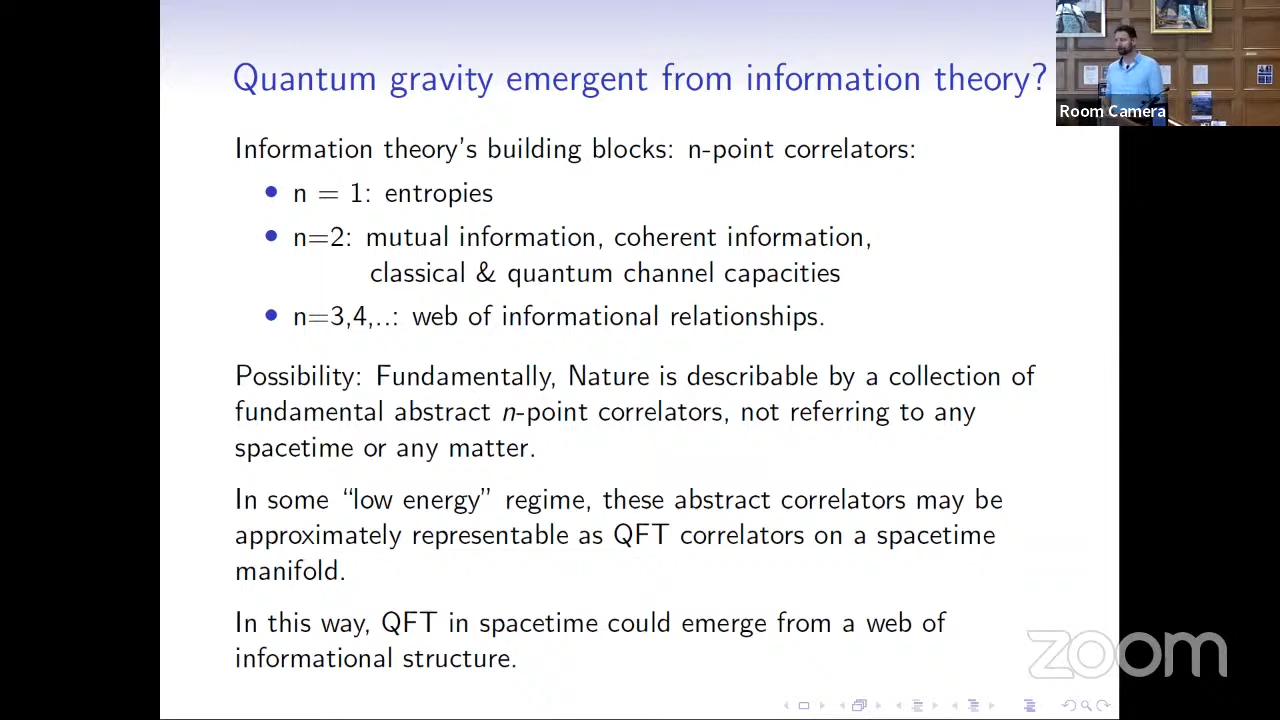 Quantum gravity emergent from information theory?
Room Camera
Information theory's building blocks: n-point correlators:
• n = 1: entropies
• n=2: mutual information, coherent information,
classical & quantum channel capacities
• n=3,4,..: web of informational relationships.
Possibility: Fundamentally, Nature is describable by a collection of
fundamental abstract n-point correlators, not referring to any
spacetime or any matter.
In some “low energy” regime, these abstract correlators may be
approximately representable as QFT correlators on a spacetime
manifold.
In this way, QFT in spacetime could emerge from a web of
informational structure.
zoom